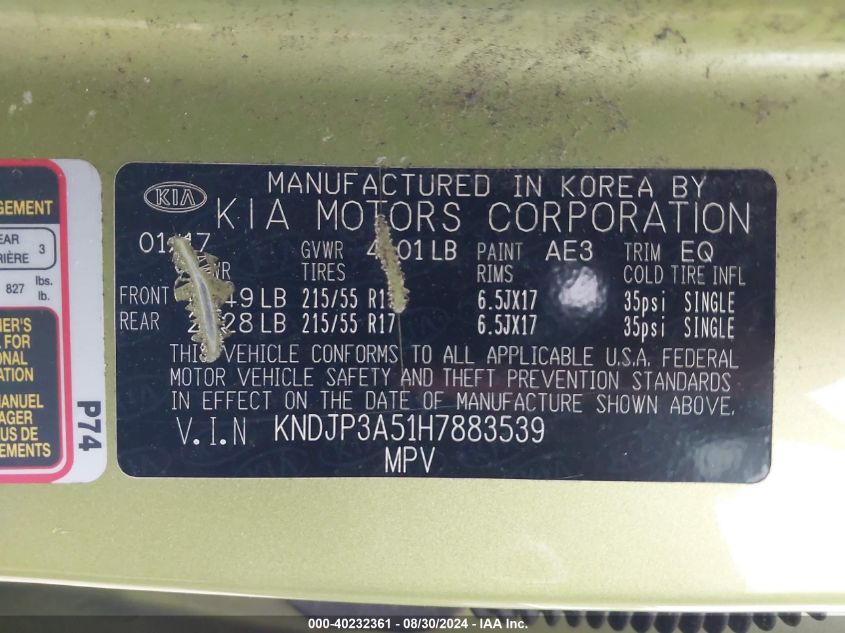 GEMENT
EAR
RIÈRE
3
827
lbs.
lb.
NER'S
FOR
ONAL
ATION
MANUEL
AGER
US DE
EMENTS
P74
KIA
MANUFACTURED IN KOREA BY
KIA MOTORS CORPORATION
GVWR LB PAINT AE3 TRIM EQ
TIRES RIMS COLD TIRE INFL
FRONT LB 215/55 6.5JX17 35psi SINGLE
REAR LB 215/55 R17 6.5JX17 35psi SINGLE
THIS VEHICLE CONFORMS TO ALL APPLICABLE U.S.A. FEDERAL
MOTOR VEHICLE SAFETY AND THEFT PREVENTION STANDARDS
IN EFFECT ON THE DATE OF MANUFACTURE SHOWN ABOVE.
V.I.N KNDJP3A51H7883539
MPV
000-40232361 - 08/30/2024 - IAA Inc.